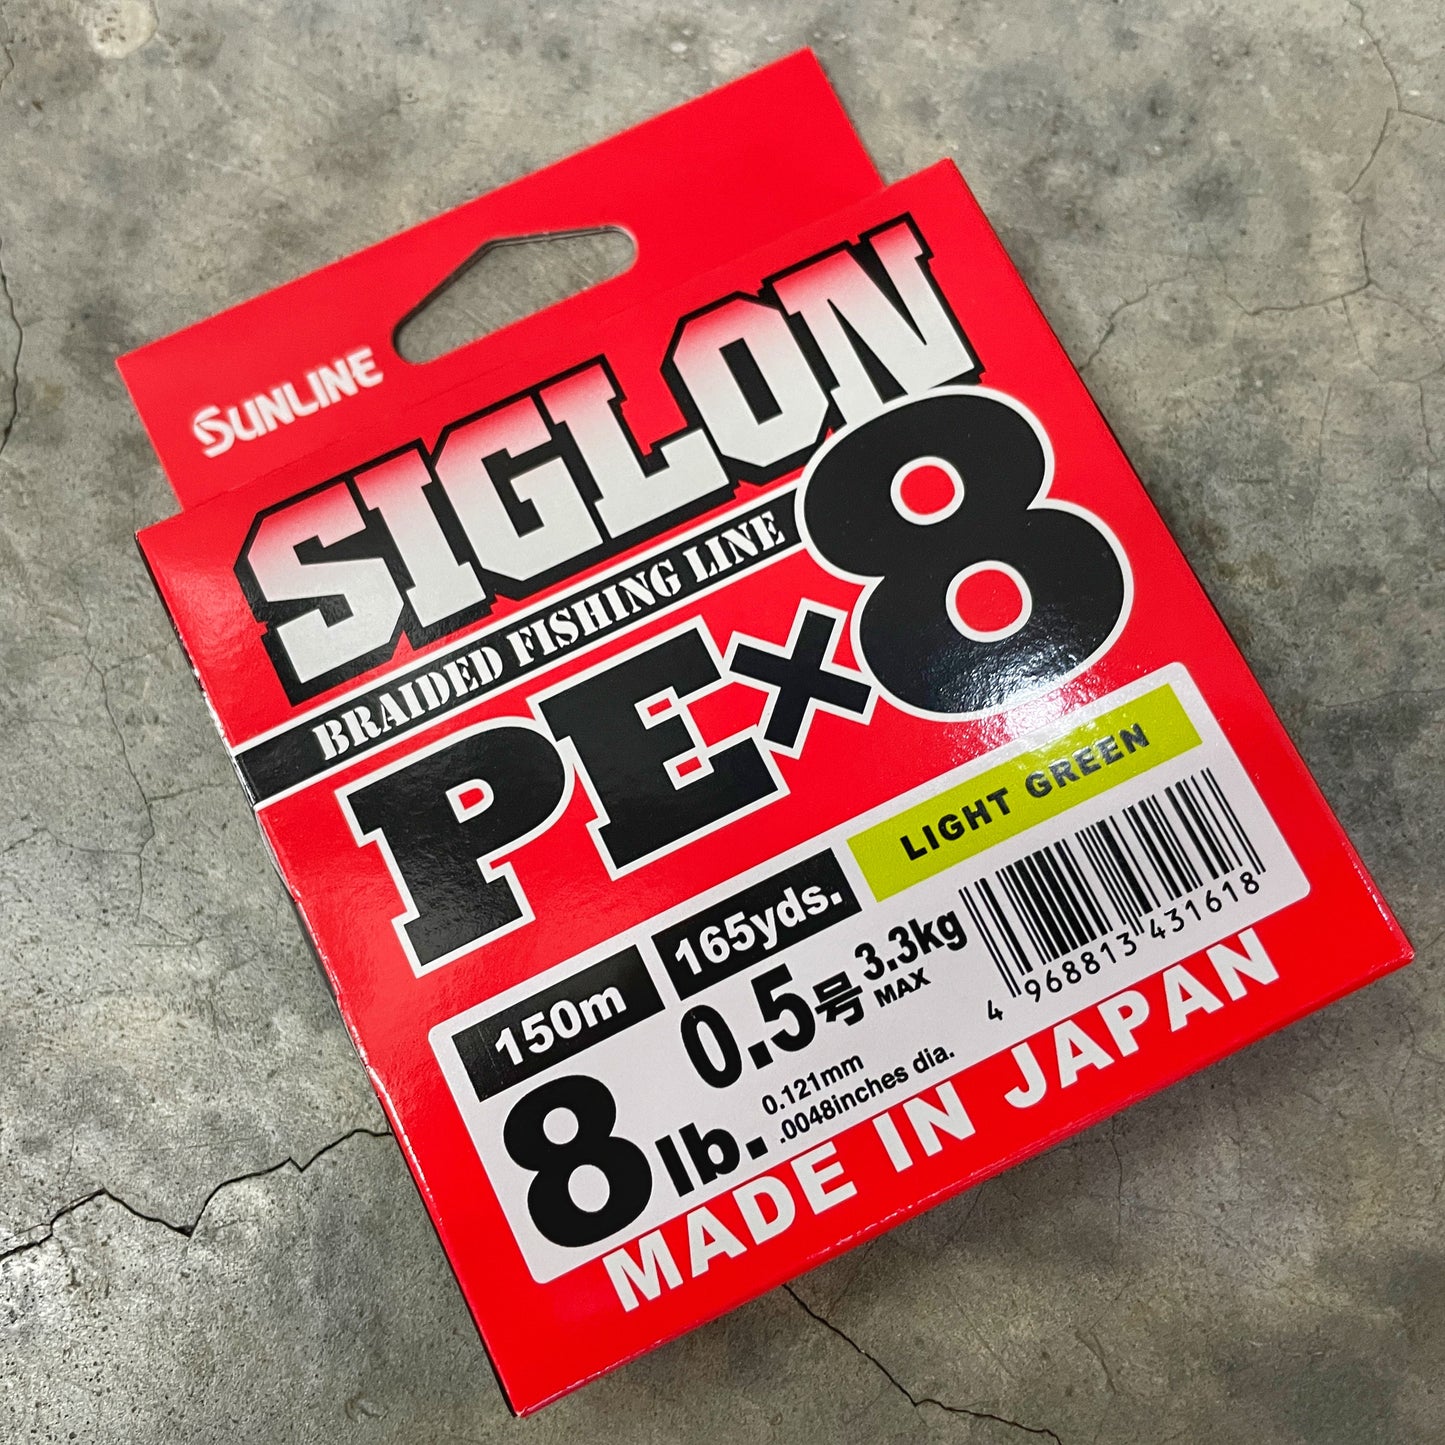 SUNLINE
SIGLON
BRAIDED FISHING LINE
PE×8
LIGHT GREEN
150m 165yds.
0.5号 3.3kg
MAX
8lb. 0.121mm
.0048inches dia.
4 968813 431618
MADE IN JAPAN